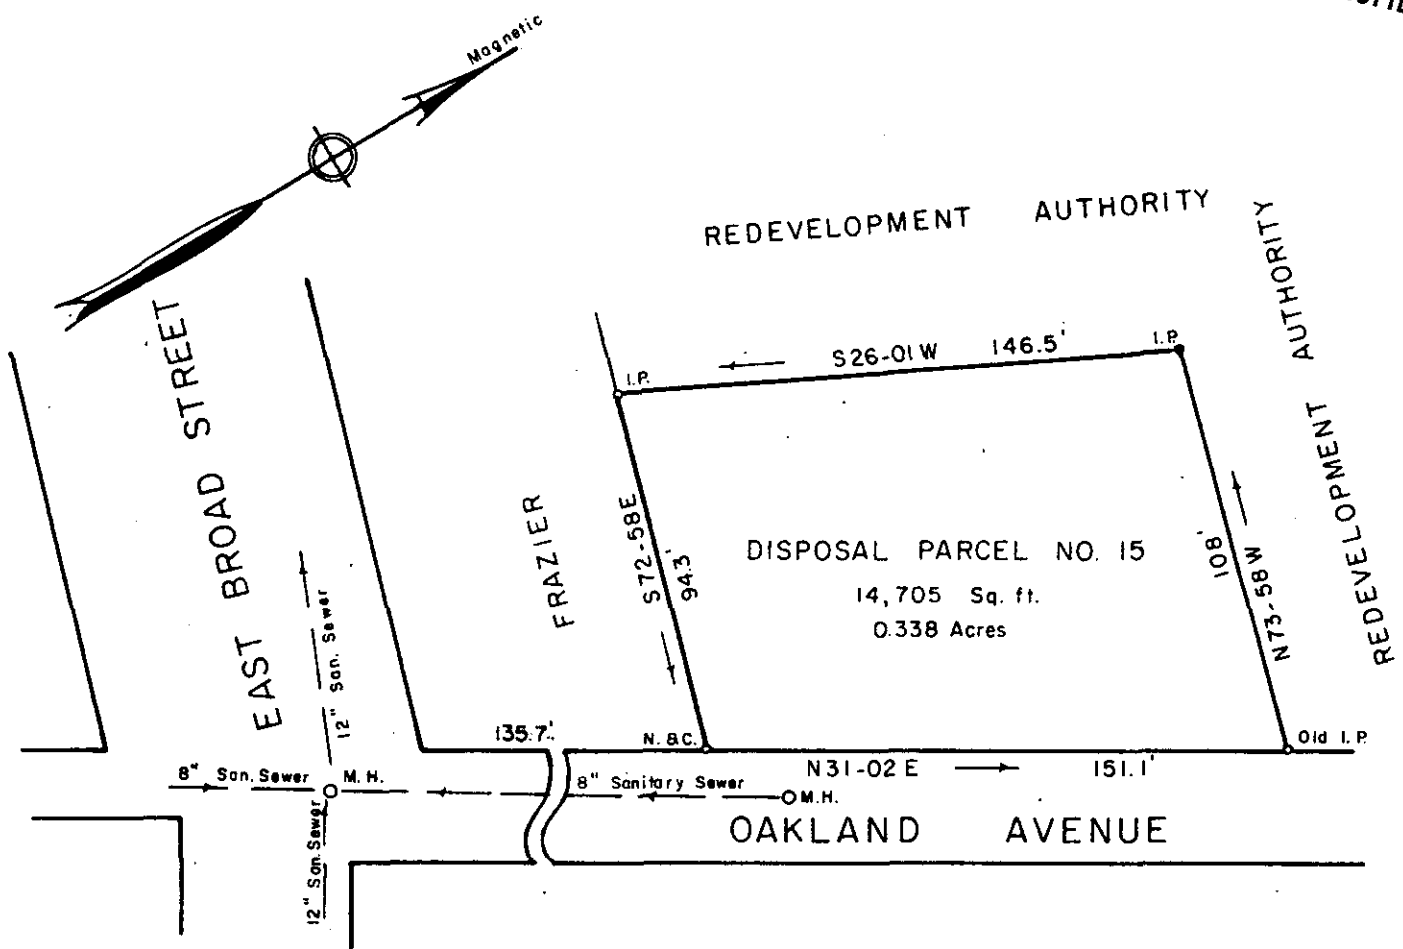 Magnetic
REDEVELOPMENT AUTHORITY
REDEVELOPMENT AUTHORITY
I.P.
S26-01W 146.5'
I.P.
EAST BROAD STREET
FRAZIER
S72-58E
94.3'
DISPOSAL PARCEL NO. 15
14,705 Sq. ft.
0.338 Acres
108'
N73-58W
12" San. Sewer
135.7'
N. & C.
Old I. P.
N31-02 E 151.1'
8" San. Sewer
M. H.
8" Sanitary Sewer
M.H.
12" San. Sewer
OAKLAND AVENUE